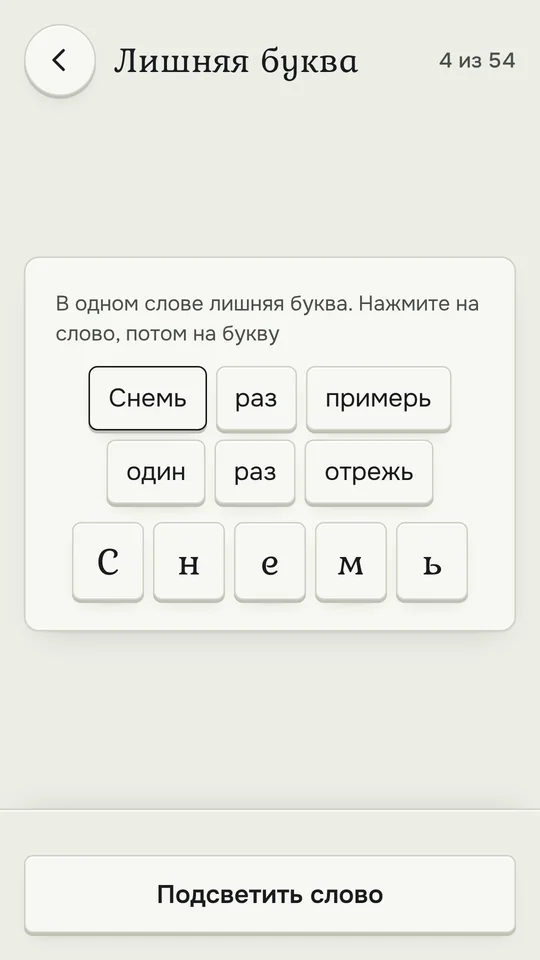 Лишняя буква
4 из 54
В одном слове лишняя буква. Нажмите на
слово, потом на букву
Снемь раз примерь
один раз отрежь
С н е м ь
Подсветить слово